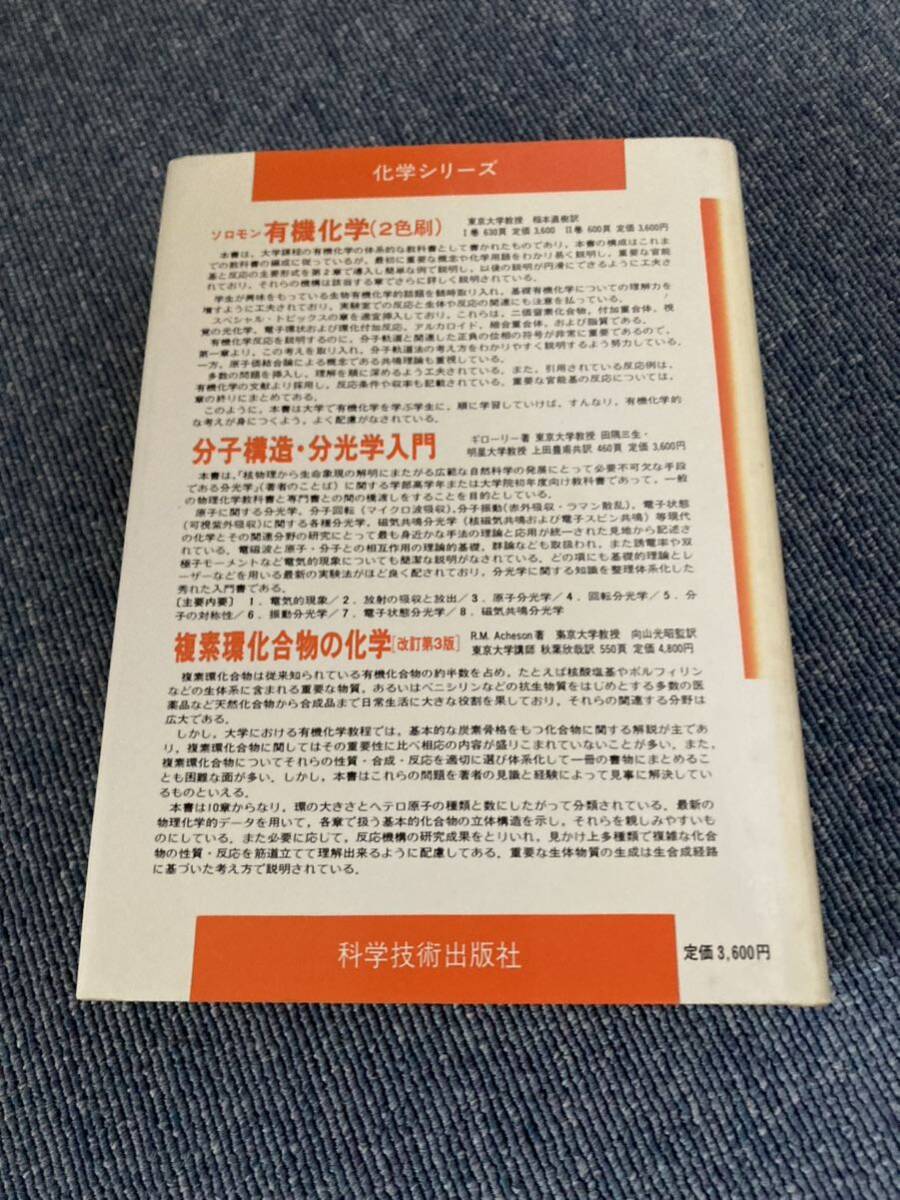 化学シリーズ
ソロモン 有機化学(2色刷) 東京大学教授 稲本直樹訳
Ⅰ巻 630頁 定価 3,600 Ⅱ巻 600頁 定価 3,600円
本書は、大学課程の有機化学の体系的な教科書として書かれたものであり、本書の構成はこれま
での教科書の編成に従っているが、最初に重要な概念や化学用語をわかり易く説明し、重要な官能
基と反応の主要形式を第2章で導入し簡単な例で説明し、以後の説明が円滑にできるように工夫さ
れており、それらの機構は該当する章でさらに詳しく説明されている。
学生が興味をもっている生物有機化学的話題を随時取り入れ、基礎有機化学についての理解力を
増すように工夫されており、実験室での反応と生体や反応の関連にも注意を払っている。
スペシャル・トピックスの章を適宜挿入しており、これらは、二価窒素化合物、付加重合体、視
覚の光化学、電子環状および環化付加反応、アルカロイド、縮合重合体、および脂質である。
有機化学反応を説明するのに、分子軌道と関連した正負の位相の符号が非常に重要であるので、
第一章より、この考えを取り入れ、分子軌道法の考え方をわかりやすく説明するよう努力している。
一方、原子価結合論による概念である共鳴理論も重視している。
多数の問題を挿入し、理解を順に深めるよう工夫されている。また、引用されている反応例は、
有機化学の文献より採用し、反応条件や収率も記載されている。重要な官能基の反応については、
章の終りにまとめてある。
このように、本書は大学で有機化学を学ぶ学生に、順に学習していけば、すんなり、有機化学的
な考えが身につくよう、よく配慮がなされている。
分子構造・分光学入門 ギローリー著 東京大学教授 田隅三生・
明星大学教授 上田豊甫共訳 460頁 定価 3,600円
本書は、「核物理から生命象現の解明にまたがる広範な自然科学の発展にとって必要不可欠な手段
である分光学」(著者のことば)に関する学部高学年または大学院初年度向け教科書であって、一般
の物理化学教科書と専門書との間の橋渡しをすることを目的としている。
原子に関する分光学、分子回転(マイクロ波吸収)、分子振動(赤外吸収・ラマン散乱)、電子状態
(可視紫外吸収)に関する各種分光学、磁気共鳴分光学(核磁気共鳴および電子スピン共鳴)等現代
の化学とその関連分野の研究にとって最も身近かな手法の理論と応用が統一された見地から記述さ
れている。電磁波と原子・分子との相互作用の理論的基礎、群論なども取扱われ、また誘電率や双
極子モーメントなど電気的現象についても簡潔な説明がなされている。どの項にも基礎的理論とレ
ーザーなどを用いる最新の実験法がほど良く配されており、分光学に関する知識を整理体系化した
秀れた入門書である。
〔主要内要〕 1．電気的現象／2．放射の吸収と放出／3．原子分光学／4．回転分光学／5．分
子の対称性／6．振動分光学／7．電子状態分光学／8．磁気共鳴分光学
複素環化合物の化学[改訂第3版] R.M. Acheson著 東京大学教授 向山光昭監訳
東京大学講師 秋葉欣哉訳 550頁 定価 4,800円
複素環化合物は従来知られている有機化合物の約半数を占め、たとえば核酸塩基やポルフィリン
などの生体系に含まれる重要な物質、あるいはペニシリンなどの抗生物質をはじめとする多数の医
薬品など天然化合物から合成品まで日常生活に大きな役割を果しており、それらの関連する分野は
広大である。
しかし、大学における有機化学教程では、基本的な炭素骨格をもつ化合物に関する解説が主であ
り、複素環化合物に関してはその重要性に比べ相応の内容が盛りこまれていないことが多い。また、
複素環化合物についてそれらの性質・合成・反応を適切に選び体系化して一冊の書物にまとめるこ
とも困難な面が多い。しかし、本書はこれらの問題を著者の見識と経験によって見事に解決してい
るものといえる。
本書は10章からなり、環の大きさとヘテロ原子の種類と数にしたがって分類されている。最新の
物理化学的データを用いて、各章で扱う基本的化合物の立体構造を示し、それらを親しみやすいも
のにしている。また必要に応じて、反応機構の研究成果をとりいれ、見かけ上多種類で複雑な化合
物の性質・反応を筋道立てて理解出来るように配慮してある。重要な生体物質の生成は生合成経路
に基づいた考え方で説明されている。
科学技術出版社
定価 3,600円